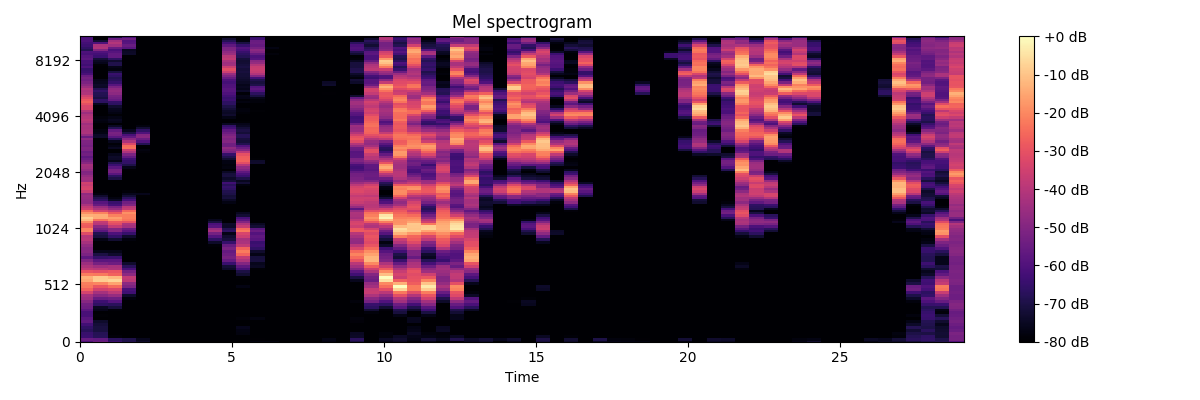 Mel spectrogram
Hz
8192
4096
2048
1024
512
0
0 5 10 15 20 25
Time
+0 dB
-10 dB
-20 dB
-30 dB
-40 dB
-50 dB
-60 dB
-70 dB
-80 dB